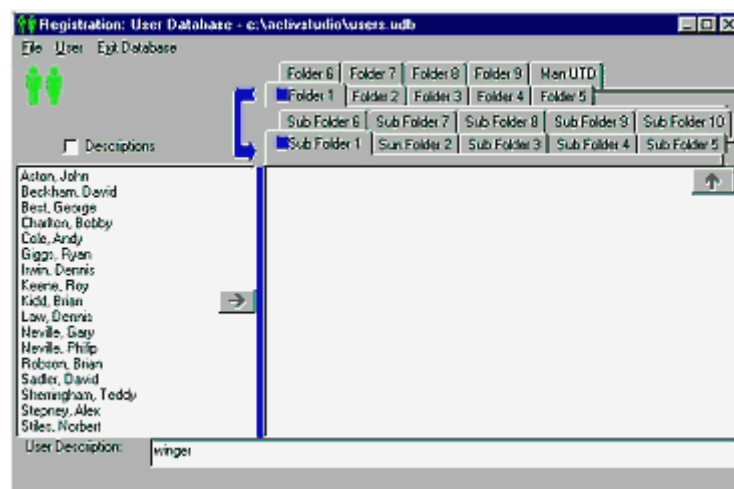 Registration: User Database - c:\activstudio\users.udb
File User Exit Database
Folder 6 Folder 7 Folder 8 Folder 9 Man UTD
Folder 1 Folder 2 Folder 3 Folder 4 Folder 5
Sub Folder 6 Sub Folder 7 Sub Folder 8 Sub Folder 9 Sub Folder 10
Descriptions
Sub Folder 1 Sun Folder 2 Sub Folder 3 Sub Folder 4 Sub Folder 5
Aston, John
Beckham, David
Best, George
Charlton, Bobby
Cole, Andy
Giggs, Ryan
Irwin, Dennis
Keene, Roy
Kidd, Brian
Law, Dennis
Neville, Gary
Neville, Philip
Robson, Brian
Sadler, David
Sherringham, Teddy
Stepney, Alex
Stiles, Norbert
User Description:
winger